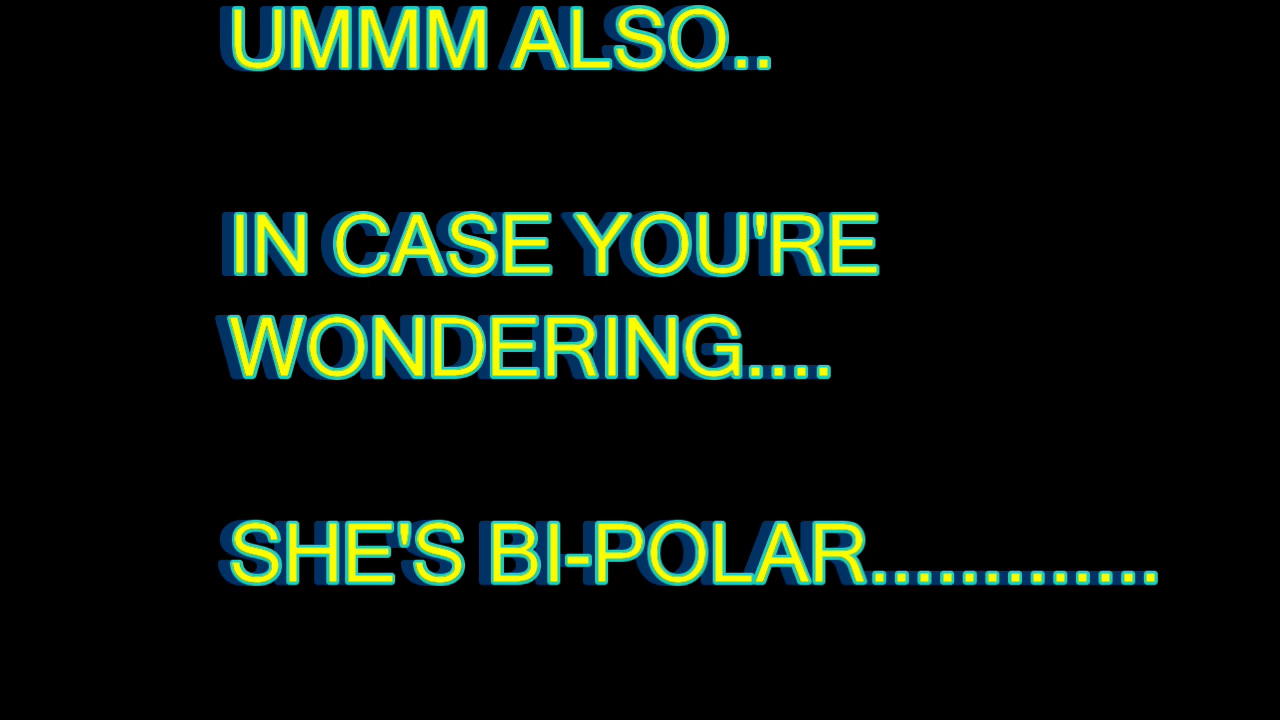 UMMM ALSO..
IN CASE YOU'RE
WONDERING....
SHE'S BI-POLAR.............